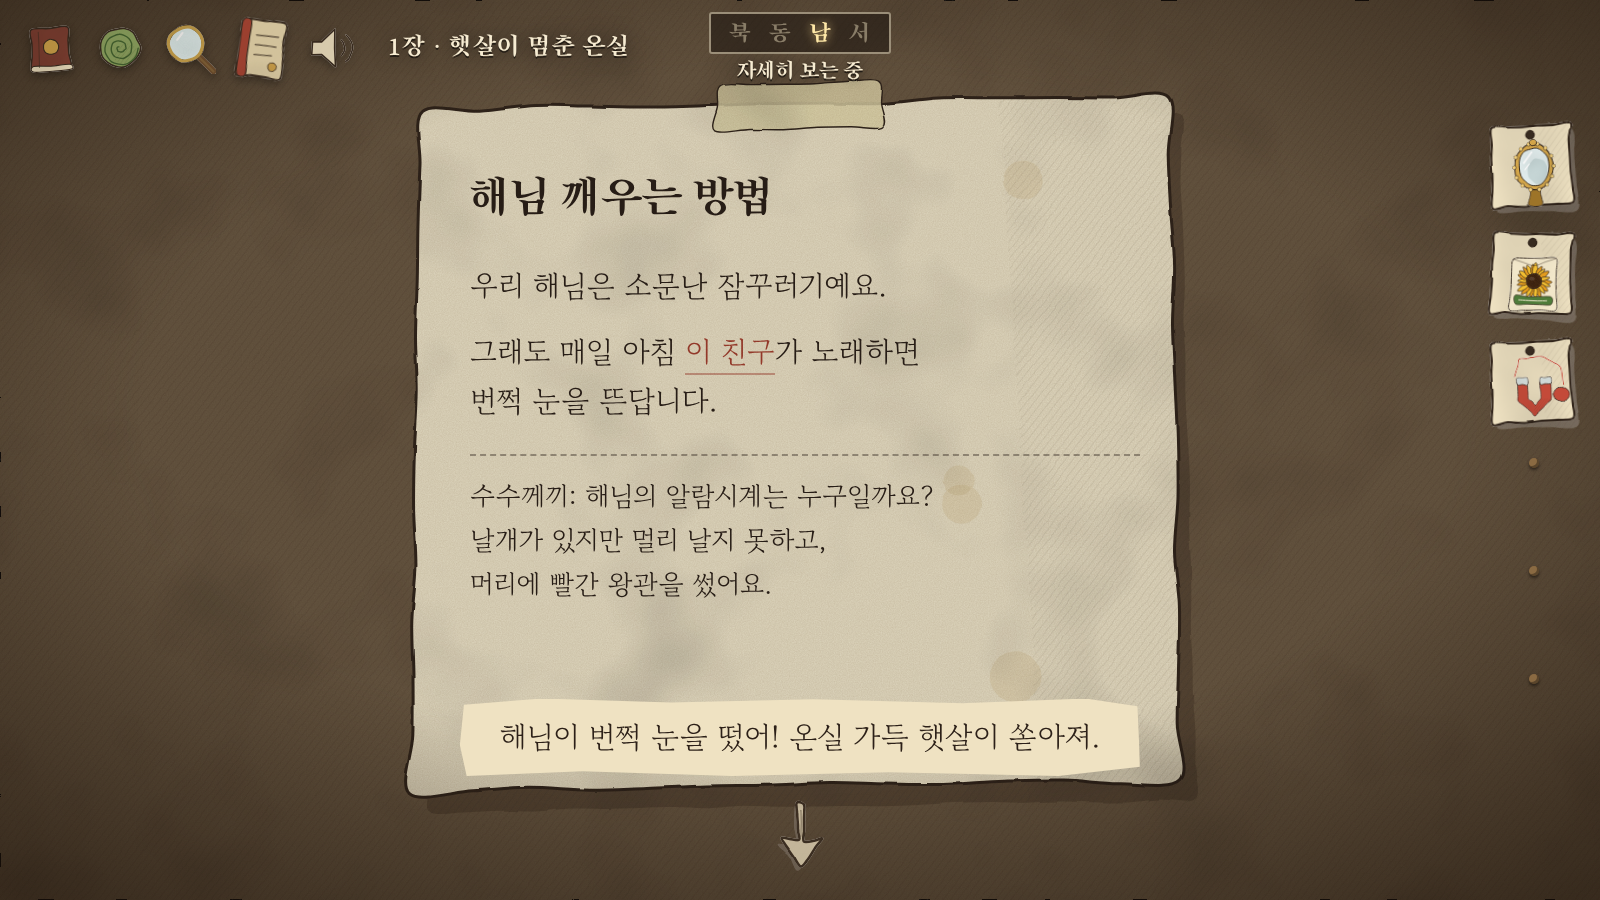 1장 · 햇살이 멈춘 온실
북 동 남 서
자세히 보는 중
해님 깨우는 방법
우리 해님은 소문난 잠꾸러기예요.
그래도 매일 아침 이 친구가 노래하면
번쩍 눈을 뜬답니다.
수수께끼: 해님의 알람시계는 누구일까요?
날개가 있지만 멀리 날지 못하고,
머리에 빨간 왕관을 썼어요.
해님이 번쩍 눈을 떴어! 온실 가득 햇살이 쏟아져.